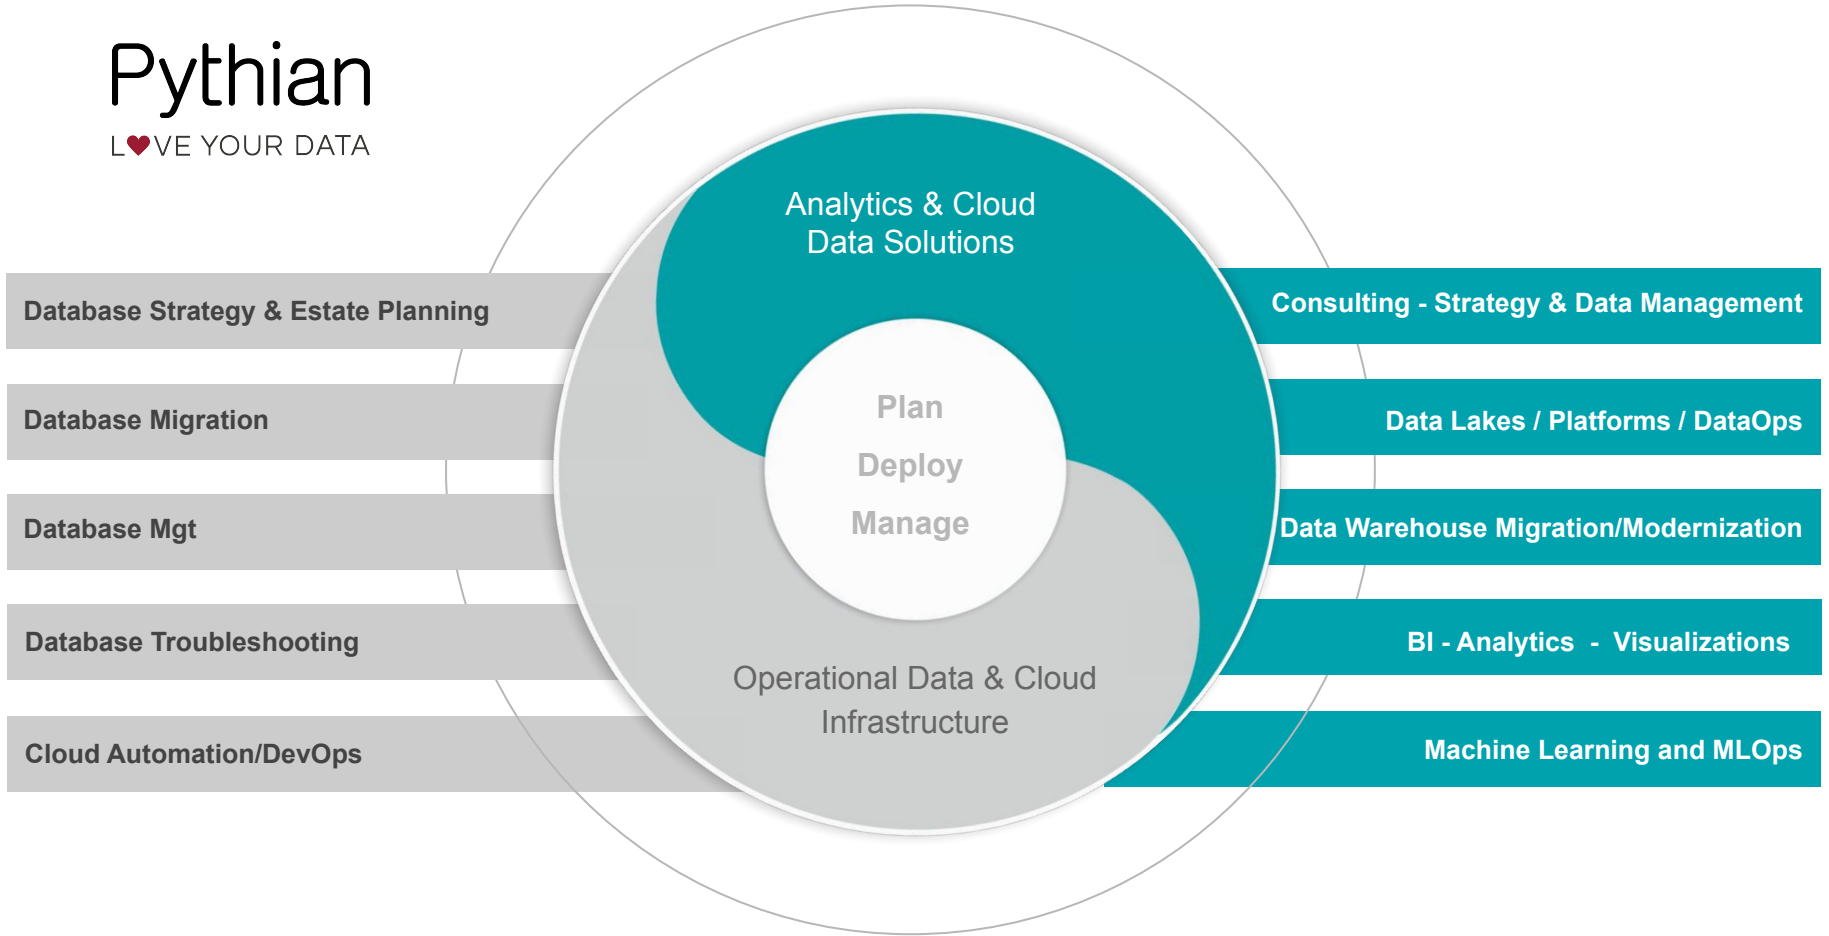 Pythian
LOVE YOUR DATA
Analytics & Cloud
Data Solutions
Plan
Deploy
Manage
Operational Data & Cloud
Infrastructure
Database Strategy & Estate Planning
Database Migration
Database Mgt
Database Troubleshooting
Cloud Automation/DevOps
Consulting - Strategy & Data Management
Data Lakes / Platforms / DataOps
Data Warehouse Migration/Modernization
BI - Analytics - Visualizations
Machine Learning and MLOps